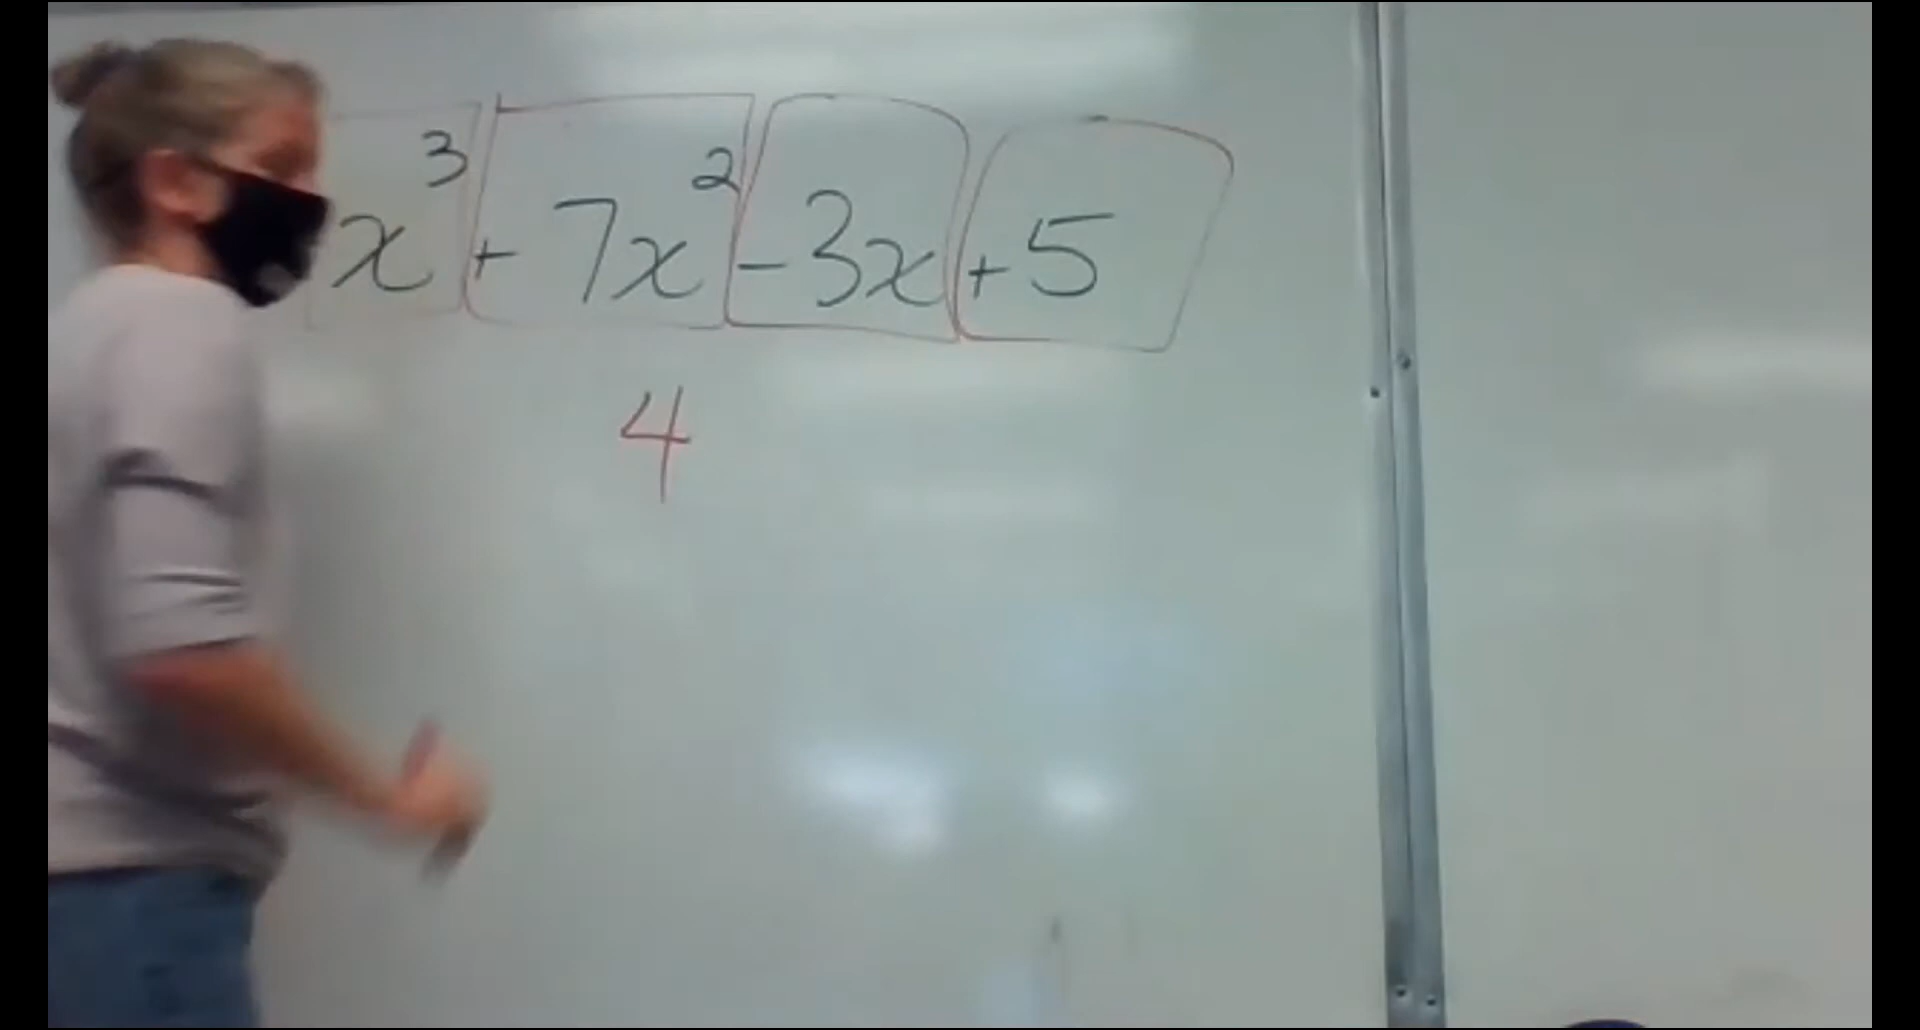 x³ + 7x² - 3x + 5
4